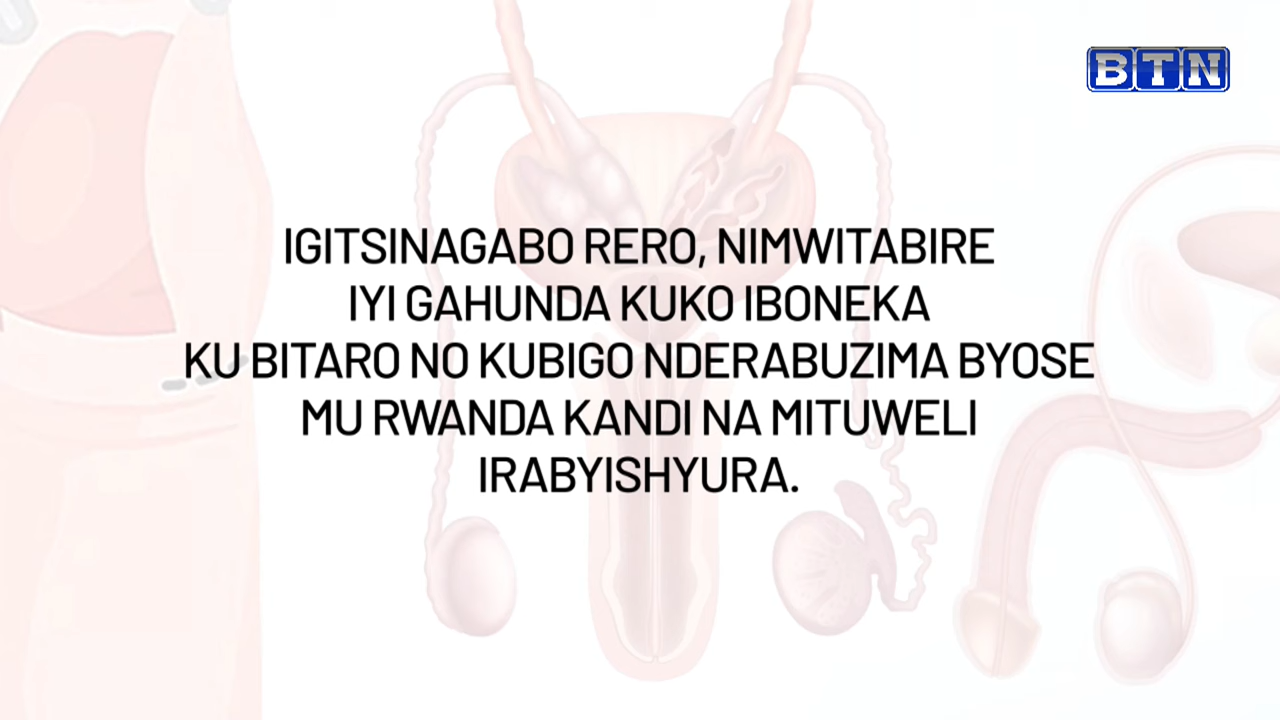 BTN
IGITSINAGABO RERO, NIMWITABIRE
IYI GAHUNDA KUKO IBONEKA
KU BITARO NO KUBIGO NDERABUZIMA BYOSE
MU RWANDA KANDI NA MITUWELI
IRABYISHYURA.